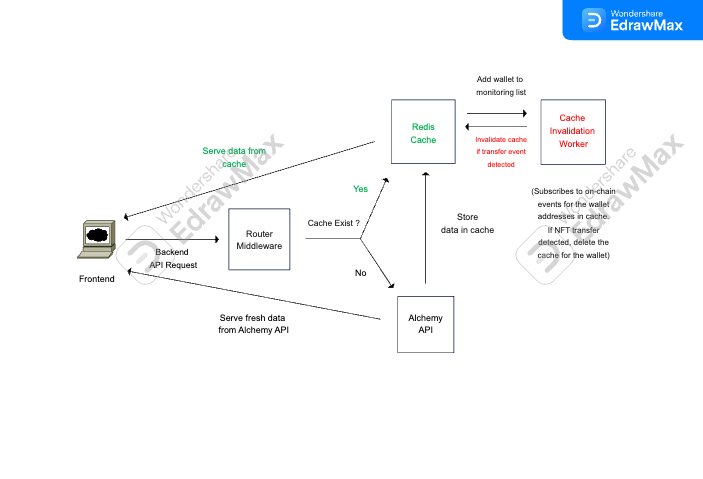 Wondershare
EdrawMax
Add wallet to
monitoring list
Redis
Cache
Cache
Invalidation
Worker
Invalidate cache
if transfer event
detected
Serve data from
cache
Yes
(Subscribes to on-chain
events for the wallet
addresses in cache.
If NFT transfer
detected, delete the
cache for the wallet)
Store
data in cache
Cache Exist ?
Router
Middleware
Backend
API Request
Frontend
No
Alchemy
API
Serve fresh data
from Alchemy API
Wondershare
EdrawMax
Wondershare
EdrawMax